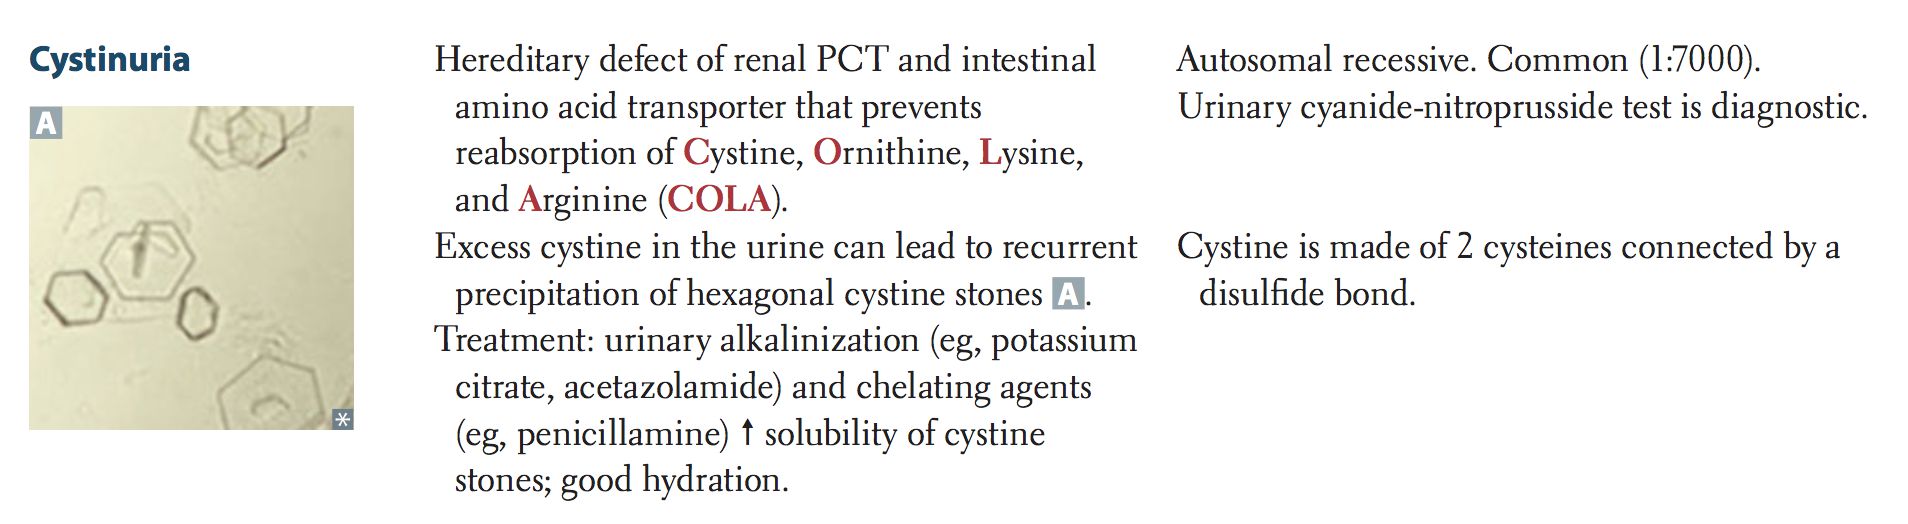 Cystinuria
A
*
Hereditary defect of renal PCT and intestinal
amino acid transporter that prevents
reabsorption of Cystine, Ornithine, Lysine,
and Arginine (COLA).
Excess cystine in the urine can lead to recurrent
precipitation of hexagonal cystine stones A.
Treatment: urinary alkalinization (eg, potassium
citrate, acetazolamide) and chelating agents
(eg, penicillamine) ↑ solubility of cystine
stones; good hydration.
Autosomal recessive. Common (1:7000).
Urinary cyanide-nitroprusside test is diagnostic.
Cystine is made of 2 cysteines connected by a
disulfide bond.